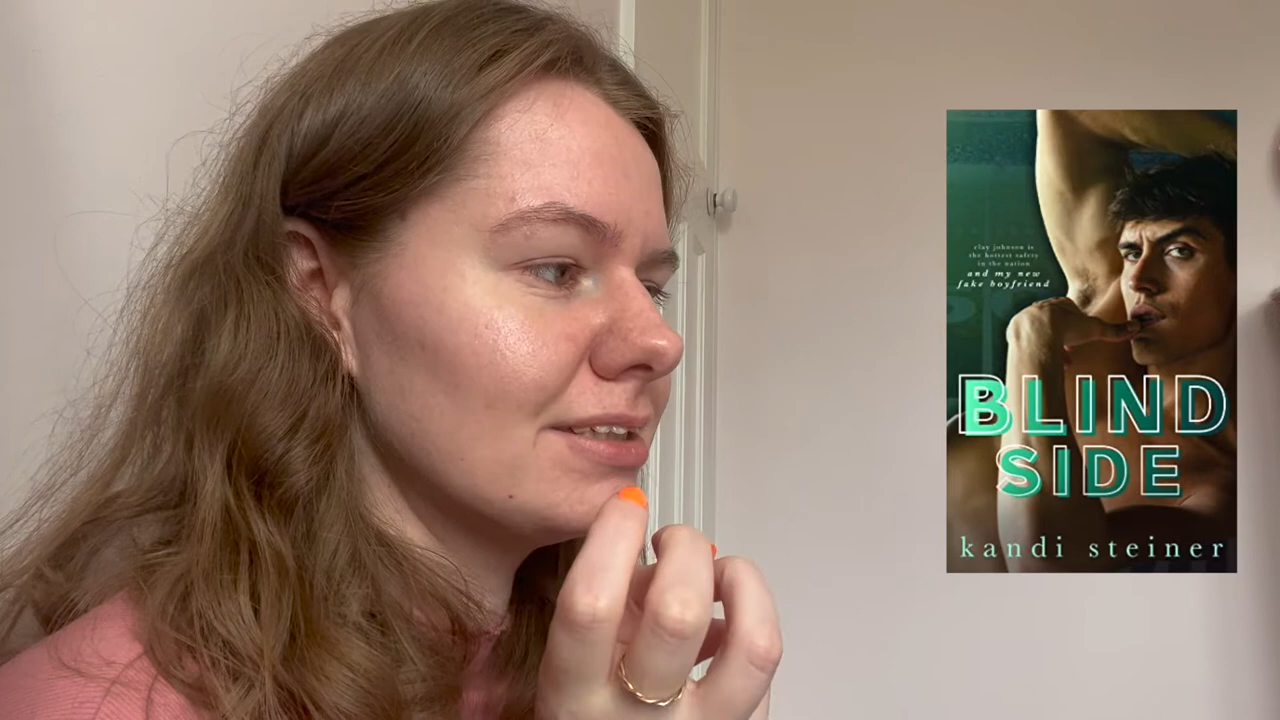 clay johnson is
the hottest safety
in the nation
and my new
fake boyfriend
BLIND
SIDE
kandi steiner